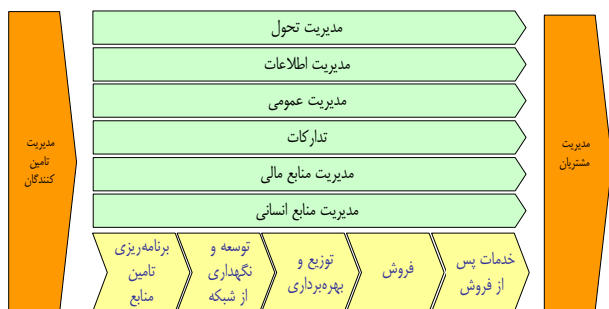 مدیریت تحول
مدیریت اطلاعات
مدیریت عمومی
تدارکات
مدیریت منابع مالی
مدیریت منابع انسانی
مدیریت
تامین
کنندگان
مدیریت
مشتریان
برنامه‌ریزی
تامین
منابع
توسعه و
نگهداری
از شبکه
توزیع و
بهره‌برداری
فروش
خدمات پس
از فروش